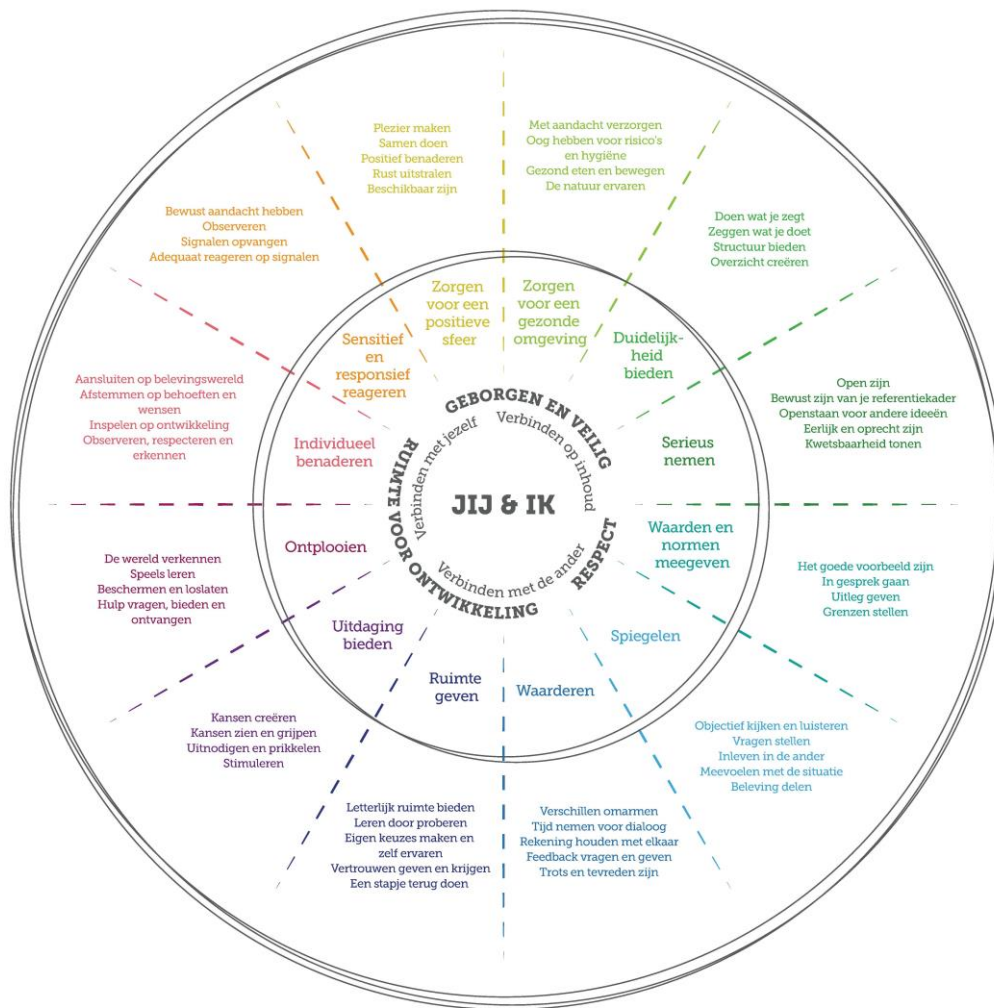 JIJ & IK
Verbinden met jezelf
Verbinden op inhoud
Verbinden met de ander
GEBORGEN EN VEILIG
RESPECT
RUIMTE VOOR ONTWIKKELING
Zorgen
voor een
positieve
sfeer
Plezier maken
Samen doen
Positief benaderen
Rust uitstralen
Beschikbaar zijn
Zorgen
voor een
gezonde
omgeving
Met aandacht verzorgen
Oog hebben voor risico's
en hygiëne
Gezond eten en bewegen
De natuur ervaren
Duidelijk-
heid
bieden
Doen wat je zegt
Zeggen wat je doet
Structuur bieden
Overzicht creëren
Serieus
nemen
Open zijn
Bewust zijn van je referentiekader
Openstaan voor andere ideeën
Eerlijk en oprecht zijn
Kwetsbaarheid tonen
Waarden en
normen
meegeven
Het goede voorbeeld zijn
In gesprek gaan
Uitleg geven
Grenzen stellen
Spiegelen
Objectief kijken en luisteren
Vragen stellen
Inleven in de ander
Meevoelen met de situatie
Beleving delen
Waarderen
Verschillen omarmen
Tijd nemen voor dialoog
Rekening houden met elkaar
Feedback vragen en geven
Trots en tevreden zijn
Ruimte
geven
Letterlijk ruimte bieden
Leren door proberen
Eigen keuzes maken en
zelf ervaren
Vertrouwen geven en krijgen
Een stapje terug doen
Uitdaging
bieden
Kansen creëren
Kansen zien en grijpen
Uitnodigen en prikkelen
Stimuleren
Ontplooien
De wereld verkennen
Speels leren
Beschermen en loslaten
Hulp vragen, bieden en
ontvangen
Individueel
benaderen
Aansluiten op belevingswereld
Afstemmen op behoeften en
wensen
Inspelen op ontwikkeling
Observeren, respecteren en
erkennen
Sensitief
en
responsief
reageren
Bewust aandacht hebben
Observeren
Signalen opvangen
Adequaat reageren op signalen